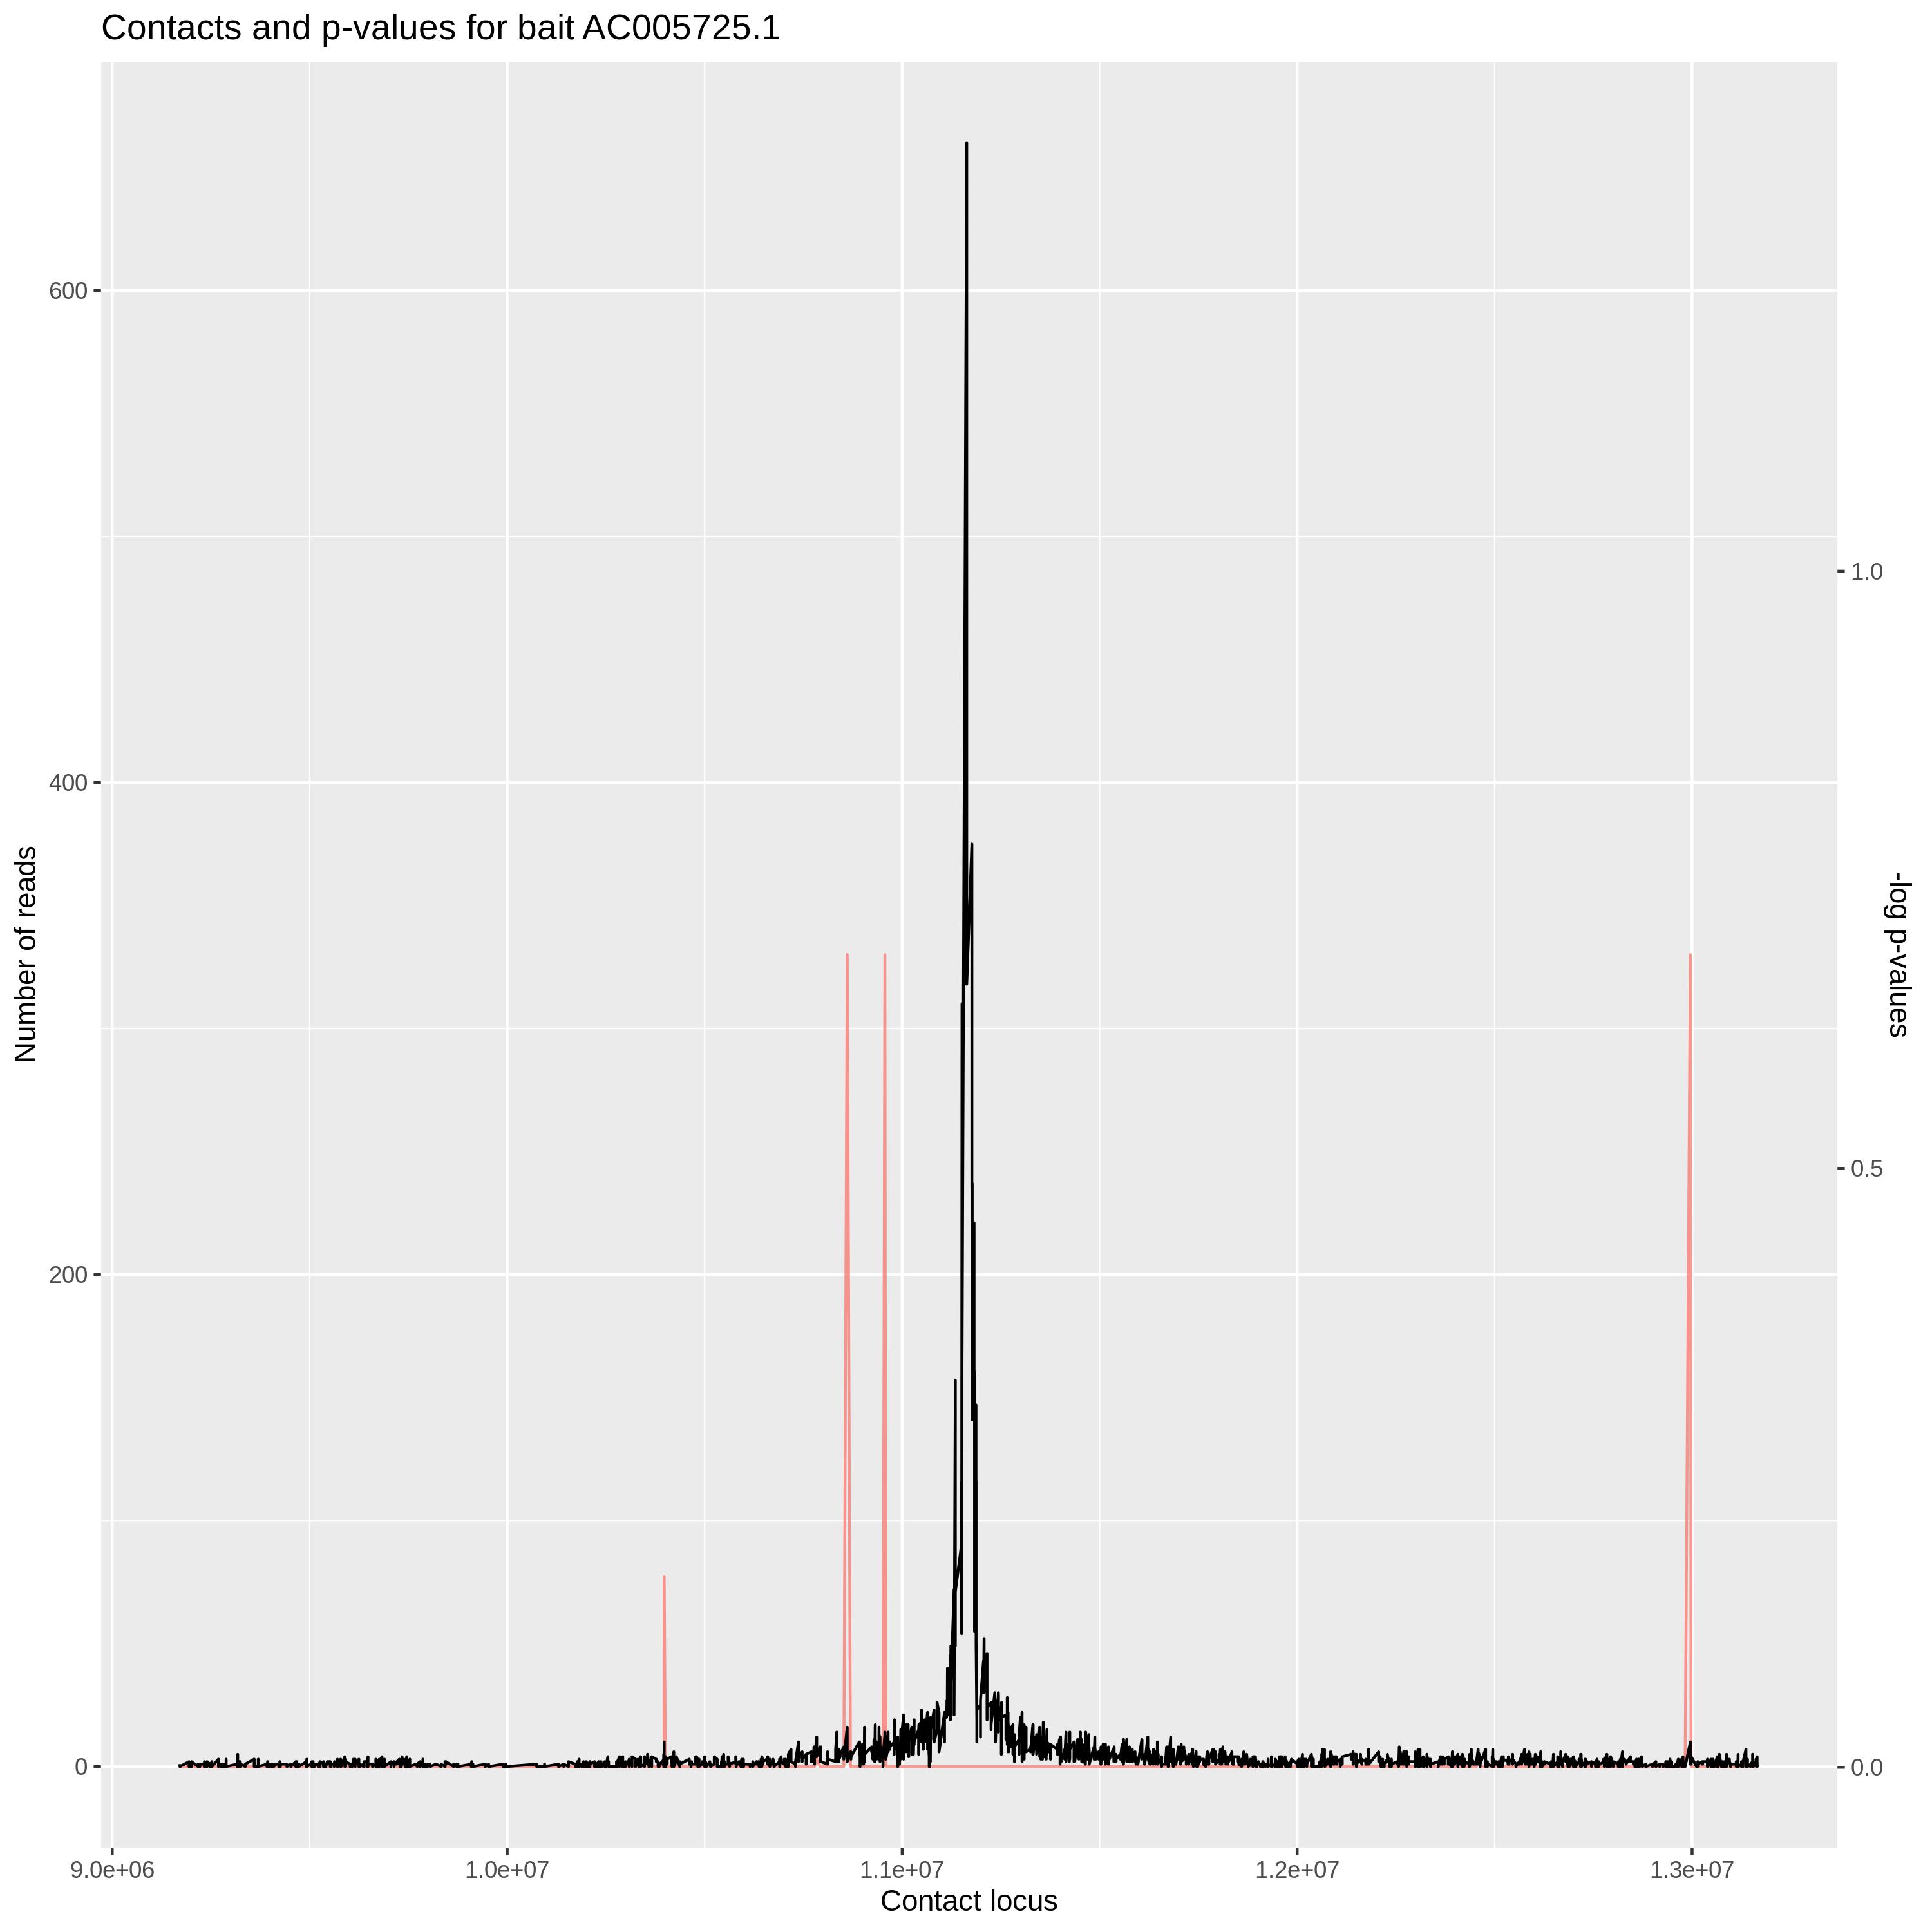 Contacts and p-values for bait AC005725.1
600
400
200
0
Number of reads
1.0
0.5
0.0
-log p-values
9.0e+06
1.0e+07
1.1e+07
1.2e+07
1.3e+07
Contact locus